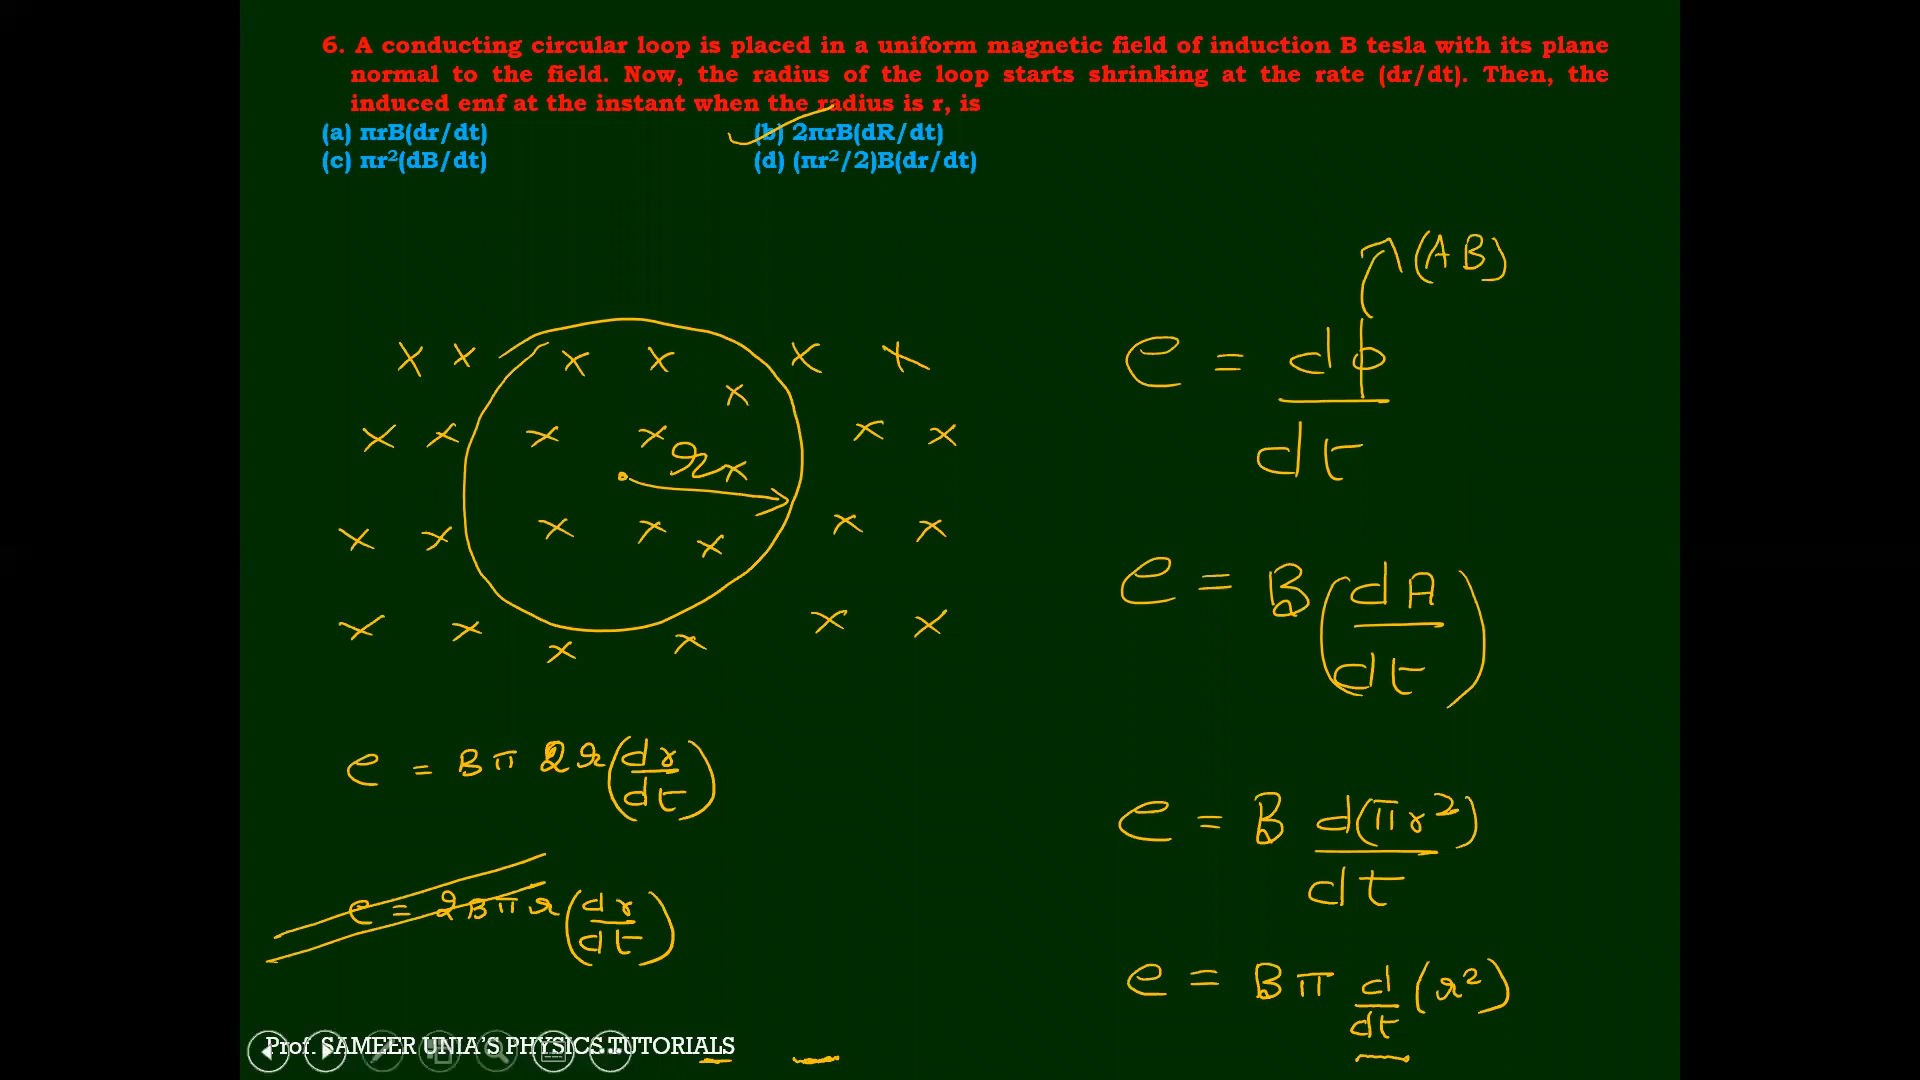 6. A conducting circular loop is placed in a uniform magnetic field of induction B tesla with its plane
normal to the field. Now, the radius of the loop starts shrinking at the rate (dr/dt). Then, the
induced emf at the instant when the radius is r, is
(a) πrB(dr/dt) (b) 2πrB(dR/dt)
(c) πr²(dB/dt) (d) (πr²/2)B(dr/dt)
(AB)
e = dφ
dt
x x x x x x
x
x x x x x x
r x
x x x x x x x
x x x x x x
e = B (dA
dt)
e = Bπ 2r (dr
dt)
e = B d(πr²)
dt
e = 2Bπr (dr
dt)
e = Bπ d (r²)
dt
Prof. SAMEER UNIA'S PHYSICS TUTORIALS